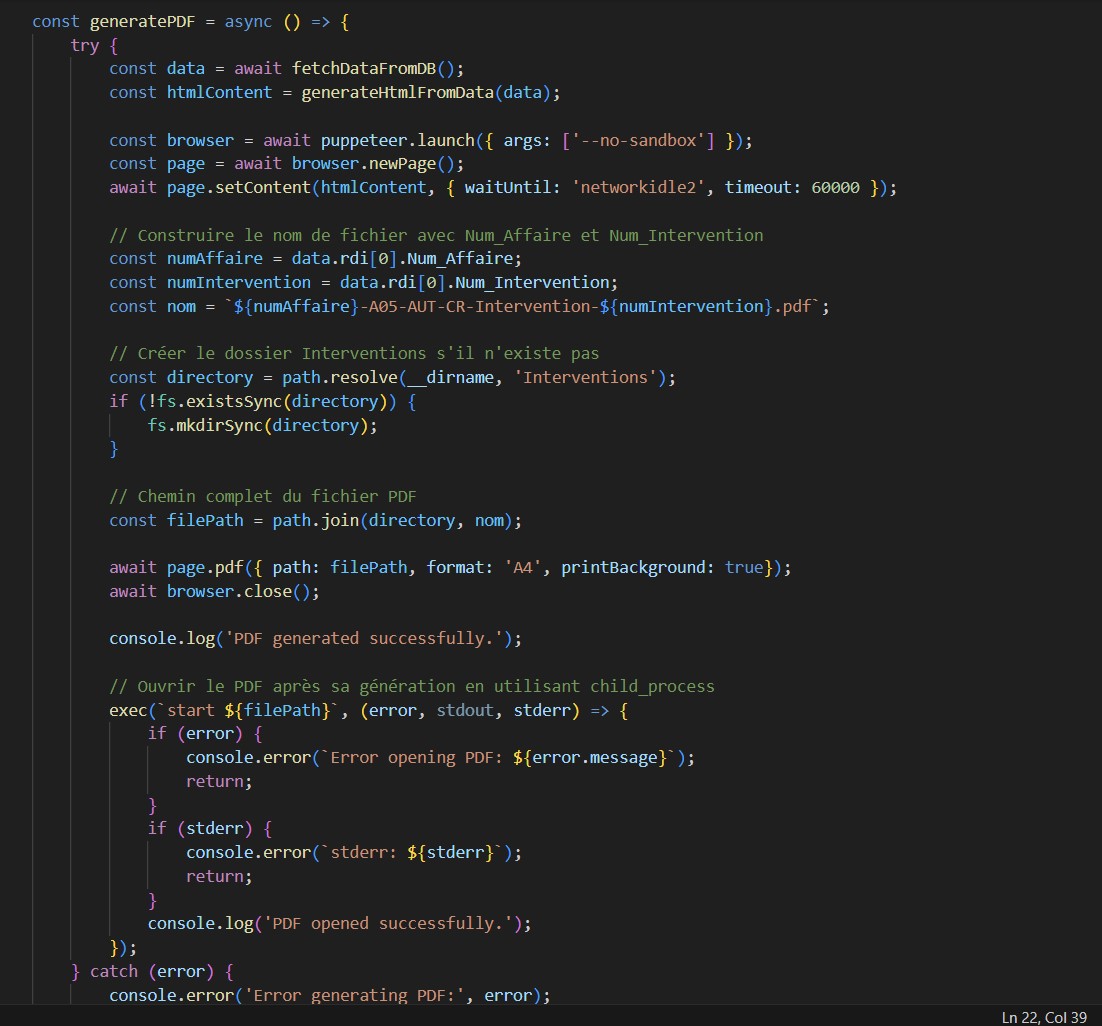 const generatePDF = async () => {
    try {
        const data = await fetchDataFromDB();
        const htmlContent = generateHtmlFromData(data);

        const browser = await puppeteer.launch({ args: ['--no-sandbox'] });
        const page = await browser.newPage();
        await page.setContent(htmlContent, { waitUntil: 'networkidle2', timeout: 60000 });

        // Construire le nom de fichier avec Num_Affaire et Num_Intervention
        const numAffaire = data.rdi[0].Num_Affaire;
        const numIntervention = data.rdi[0].Num_Intervention;
        const nom = `${numAffaire}-A05-AUT-CR-Intervention-${numIntervention}.pdf`;

        // Créer le dossier Interventions s'il n'existe pas
        const directory = path.resolve(__dirname, 'Interventions');
        if (!fs.existsSync(directory)) {
            fs.mkdirSync(directory);
        }

        // Chemin complet du fichier PDF
        const filePath = path.join(directory, nom);

        await page.pdf({ path: filePath, format: 'A4', printBackground: true});
        await browser.close();

        console.log('PDF generated successfully.');

        // Ouvrir le PDF après sa génération en utilisant child_process
        exec(`start ${filePath}`, (error, stdout, stderr) => {
            if (error) {
                console.error(`Error opening PDF: ${error.message}`);
                return;
            }
            if (stderr) {
                console.error(`stderr: ${stderr}`);
                return;
            }
            console.log('PDF opened successfully.');
        });
    } catch (error) {
        console.error('Error generating PDF:', error);
Ln 22, Col 39